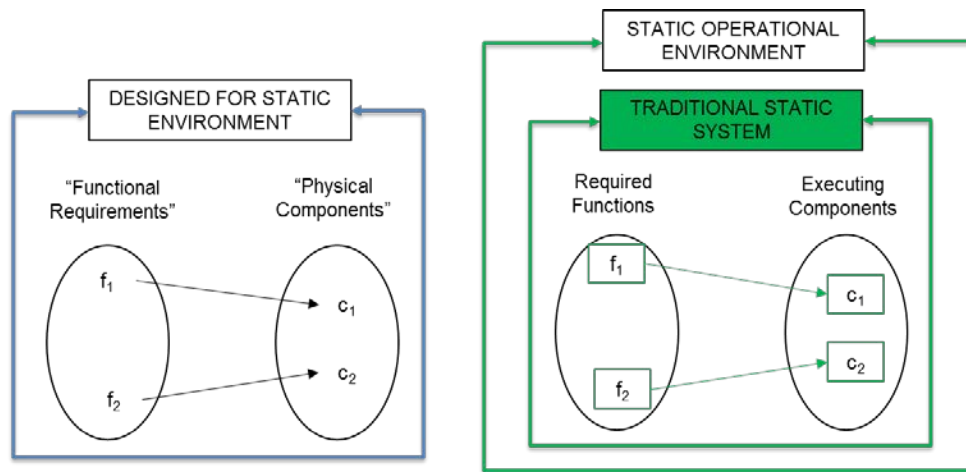 DESIGNED FOR STATIC
ENVIRONMENT
“Functional
Requirements”
“Physical
Components”
f₁
c₁
c₂
f₂
STATIC OPERATIONAL
ENVIRONMENT
TRADITIONAL STATIC
SYSTEM
Required
Functions
Executing
Components
f₁
c₁
c₂
f₂